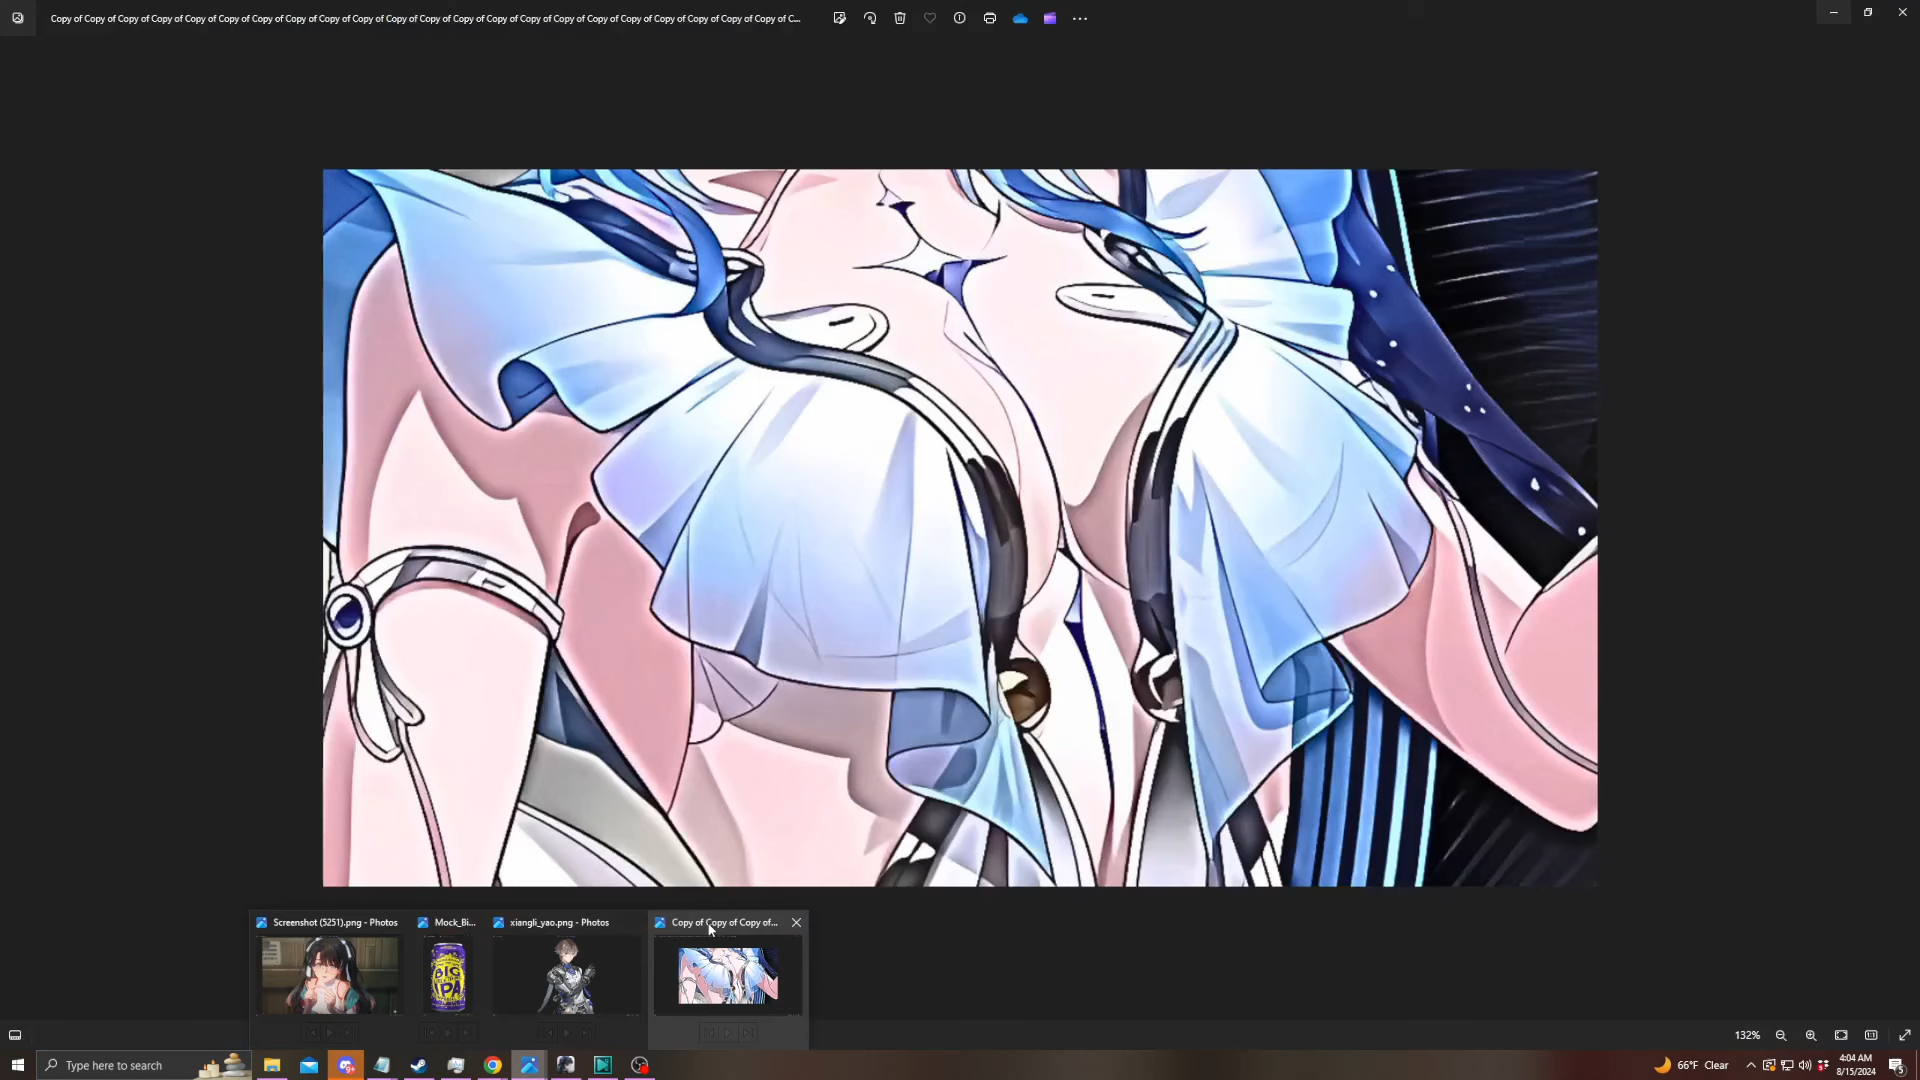 Copy of Copy of Copy of Copy of Copy of Copy of Copy of Copy of Copy of Copy of Copy of Copy of Copy of Copy of Copy of Copy of Copy of Copy of Copy of Copy of Copy of Copy of C...
Screenshot (5251).png - Photos
Mock_Bi...
xiangli_yao.png - Photos
Copy of Copy of Copy of...
BIG
IPA
132%
Type here to search
66°F Clear
4:04 AM
8/15/2024
5